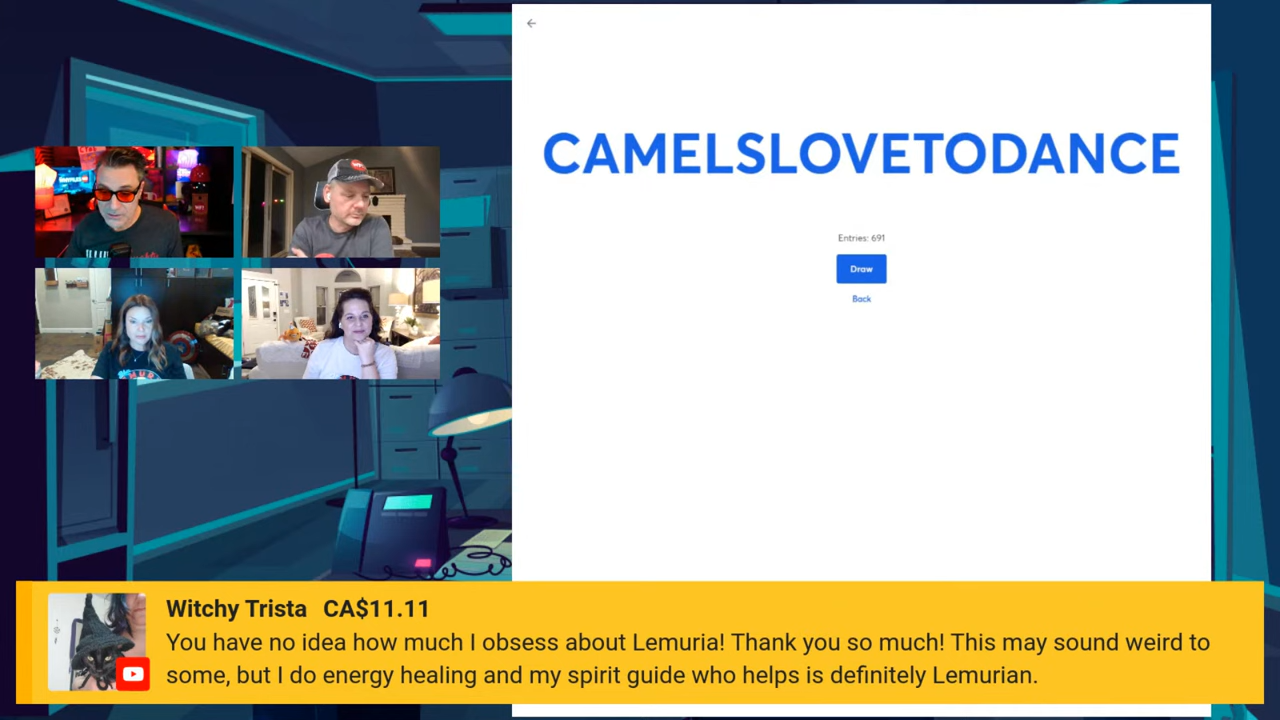 CAMELSLOVETODANCE
Entries: 691
Draw
Back
Witchy Trista CA$11.11
You have no idea how much I obsess about Lemuria! Thank you so much! This may sound weird to
some, but I do energy healing and my spirit guide who helps is definitely Lemurian.